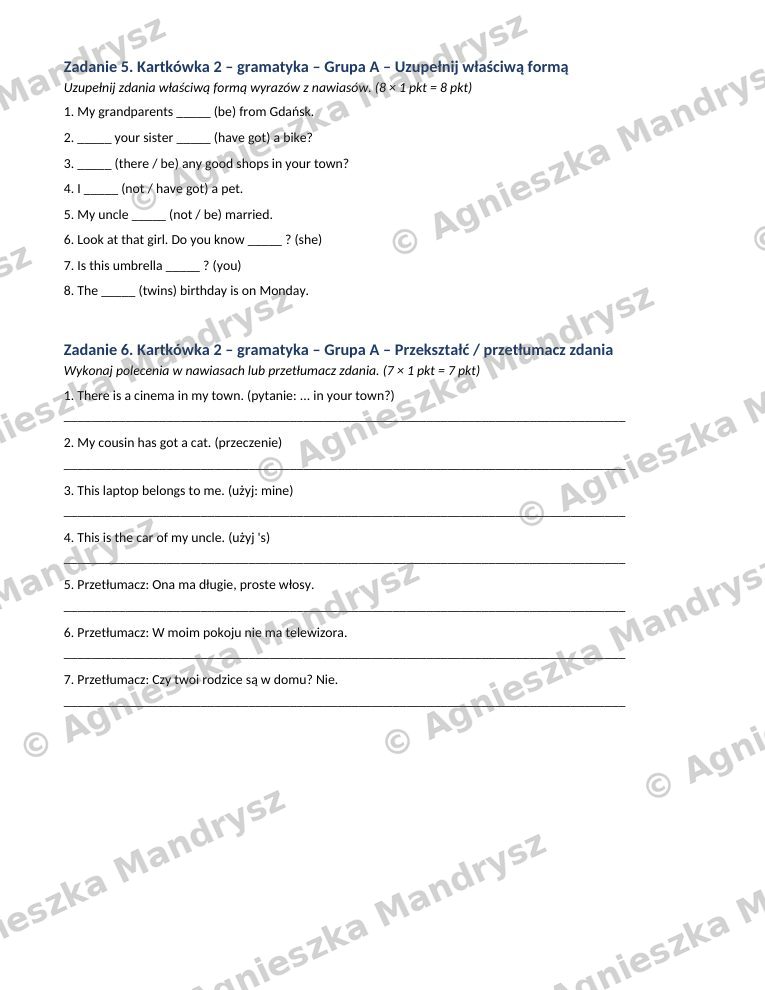 Zadanie 5. Kartkówka 2 – gramatyka – Grupa A – Uzupełnij właściwą formą
Uzupełnij zdania właściwą formą wyrazów z nawiasów. (8 × 1 pkt = 8 pkt)
1. My grandparents _____ (be) from Gdańsk.
2. _____ your sister _____ (have got) a bike?
3. _____ (there / be) any good shops in your town?
4. I _____ (not / have got) a pet.
5. My uncle _____ (not / be) married.
6. Look at that girl. Do you know _____ ? (she)
7. Is this umbrella _____ ? (you)
8. The _____ (twins) birthday is on Monday.
Zadanie 6. Kartkówka 2 – gramatyka – Grupa A – Przekształć / przetłumacz zdania
Wykonaj polecenia w nawiasach lub przetłumacz zdania. (7 × 1 pkt = 7 pkt)
1. There is a cinema in my town. (pytanie: ... in your town?)
2. My cousin has got a cat. (przeczenie)
3. This laptop belongs to me. (użyj: mine)
4. This is the car of my uncle. (użyj 's)
5. Przetłumacz: Ona ma długie, proste włosy.
6. Przetłumacz: W moim pokoju nie ma telewizora.
7. Przetłumacz: Czy twoi rodzice są w domu? Nie.
© Agnieszka Mandrysz